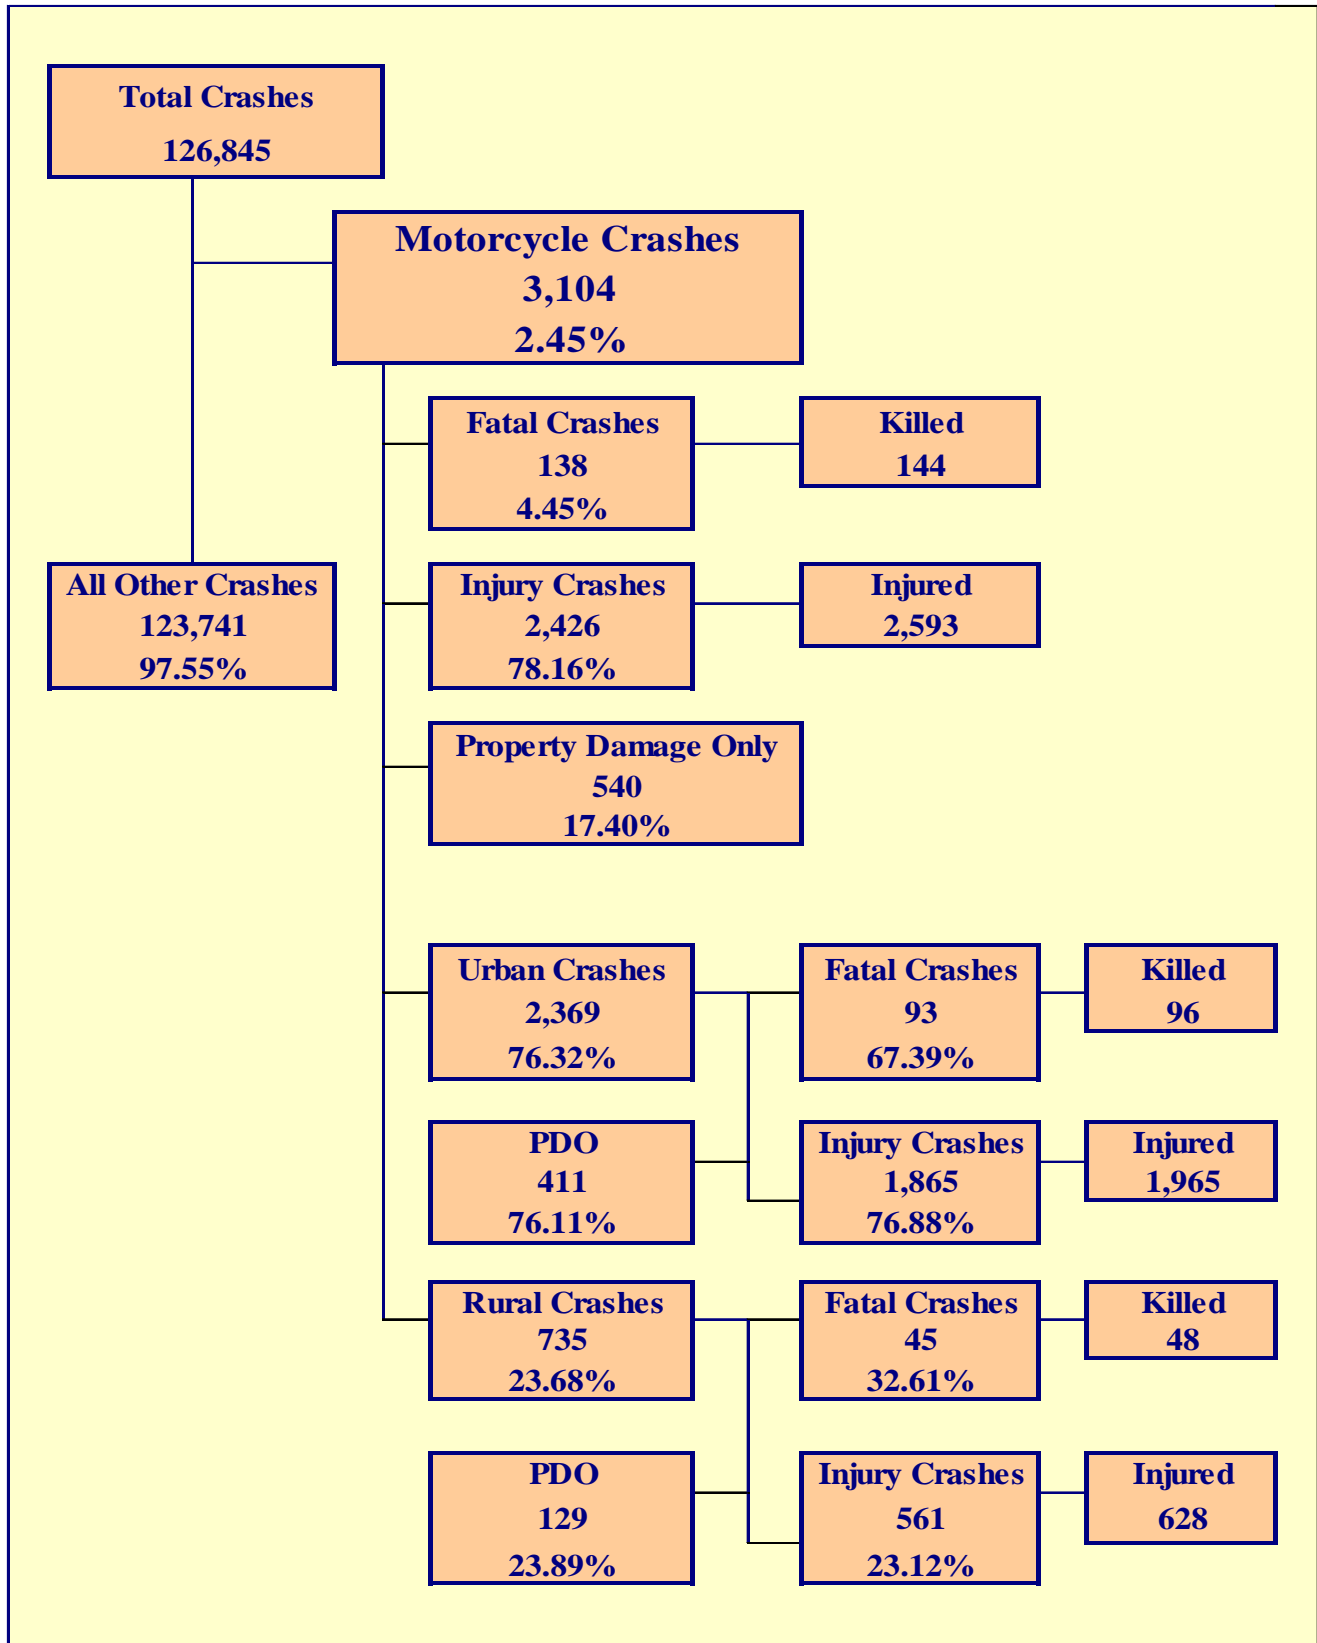 Total Crashes
126,845
Motorcycle Crashes
3,104
2.45%
Fatal Crashes
138
4.45%
Killed
144
All Other Crashes
123,741
97.55%
Injury Crashes
2,426
78.16%
Injured
2,593
Property Damage Only
540
17.40%
Urban Crashes
2,369
76.32%
Fatal Crashes
93
67.39%
Killed
96
PDO
411
76.11%
Injury Crashes
1,865
76.88%
Injured
1,965
Rural Crashes
735
23.68%
Fatal Crashes
45
32.61%
Killed
48
PDO
129
23.89%
Injury Crashes
561
23.12%
Injured
628